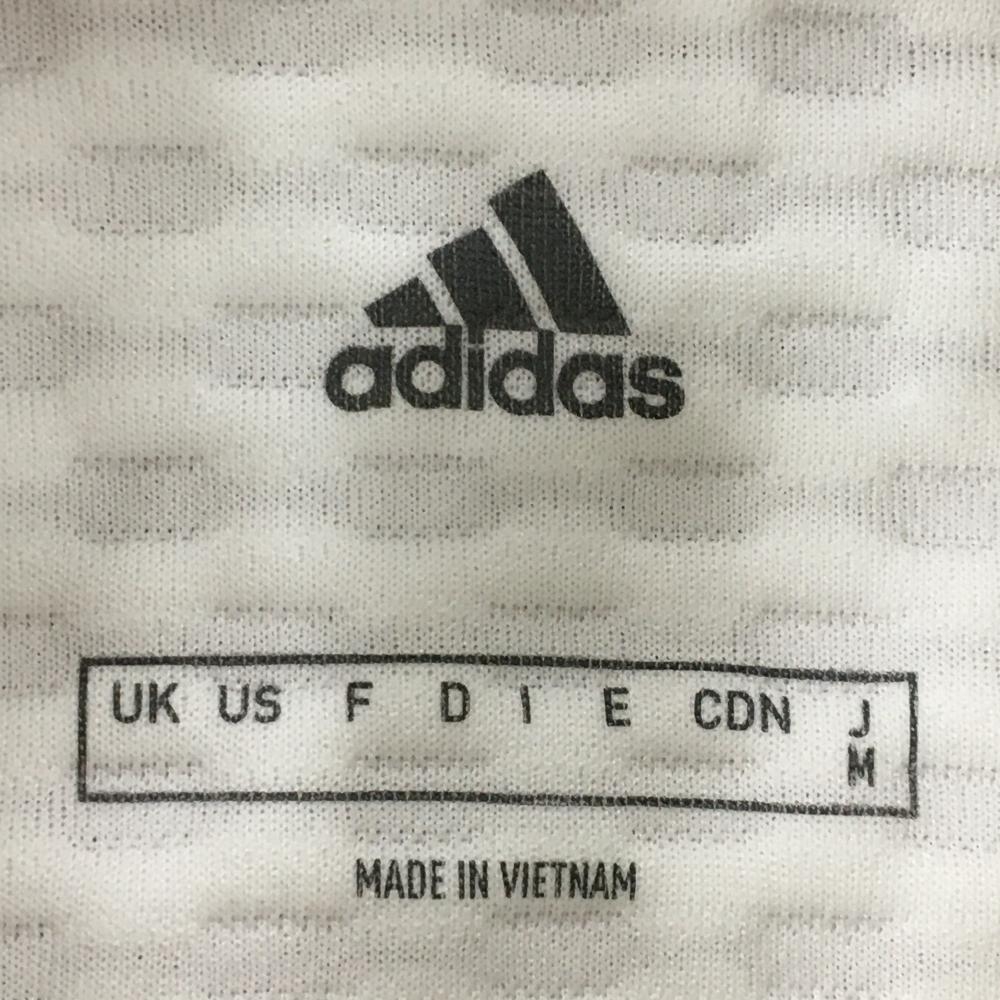 adidas
UK US F D I E CDN J
M
MADE IN VIETNAM